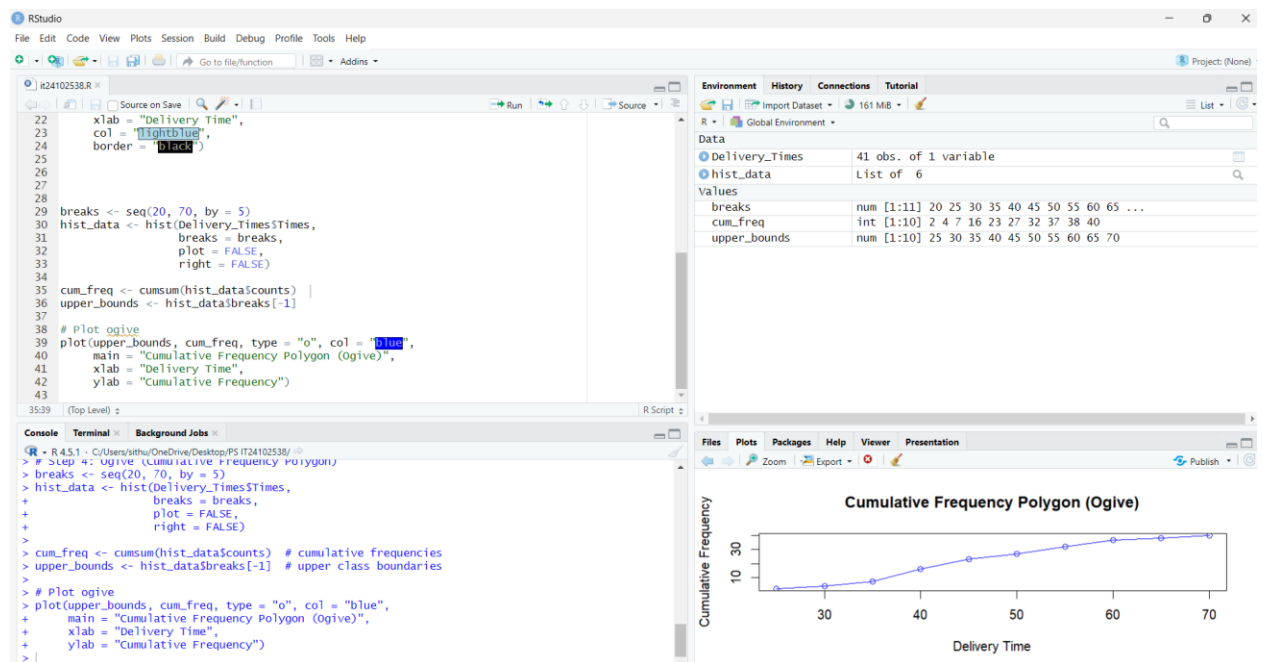 RStudio
File Edit Code View Plots Session Build Debug Profile Tools Help
Go to file/function
Addins
Project: (None)
it24102538.R
Source on Save
Run
Source
22 xlab = "Delivery Time",
23 col = "lightblue",
24 border = "black")
25
26
27
28
29 breaks <- seq(20, 70, by = 5)
30 hist_data <- hist(Delivery_Times$Times,
31 breaks = breaks,
32 plot = FALSE,
33 right = FALSE)
34
35 cum_freq <- cumsum(hist_data$counts)
36 upper_bounds <- hist_data$breaks[-1]
37
38 # Plot ogive
39 plot(upper_bounds, cum_freq, type = "o", col = "blue",
40 main = "Cumulative Frequency Polygon (Ogive)",
41 xlab = "Delivery Time",
42 ylab = "Cumulative Frequency")
43
35:39 (Top Level) R Script
Console Terminal Background Jobs
R 4.5.1 · C:/Users/sithu/OneDrive/Desktop/PS IT24102538/
> # Step 4: Ogive (Cumulative Frequency Polygon)
> breaks <- seq(20, 70, by = 5)
> hist_data <- hist(Delivery_Times$Times,
+ breaks = breaks,
+ plot = FALSE,
+ right = FALSE)
>
> cum_freq <- cumsum(hist_data$counts) # cumulative frequencies
> upper_bounds <- hist_data$breaks[-1] # upper class boundaries
>
> # Plot ogive
> plot(upper_bounds, cum_freq, type = "o", col = "blue",
+ main = "Cumulative Frequency Polygon (Ogive)",
+ xlab = "Delivery Time",
+ ylab = "Cumulative Frequency")
>
Environment History Connections Tutorial
Import Dataset 161 MiB List
R Global Environment
Data
Delivery_Times 41 obs. of 1 variable
hist_data List of 6
Values
breaks num [1:11] 20 25 30 35 40 45 50 55 60 65 ...
cum_freq int [1:10] 2 4 7 16 23 27 32 37 38 40
upper_bounds num [1:10] 25 30 35 40 45 50 55 60 65 70
Files Plots Packages Help Viewer Presentation
Zoom Export Publish
Cumulative Frequency Polygon (Ogive)
Cumulative Frequency
10 30
30 40 50 60 70
Delivery Time